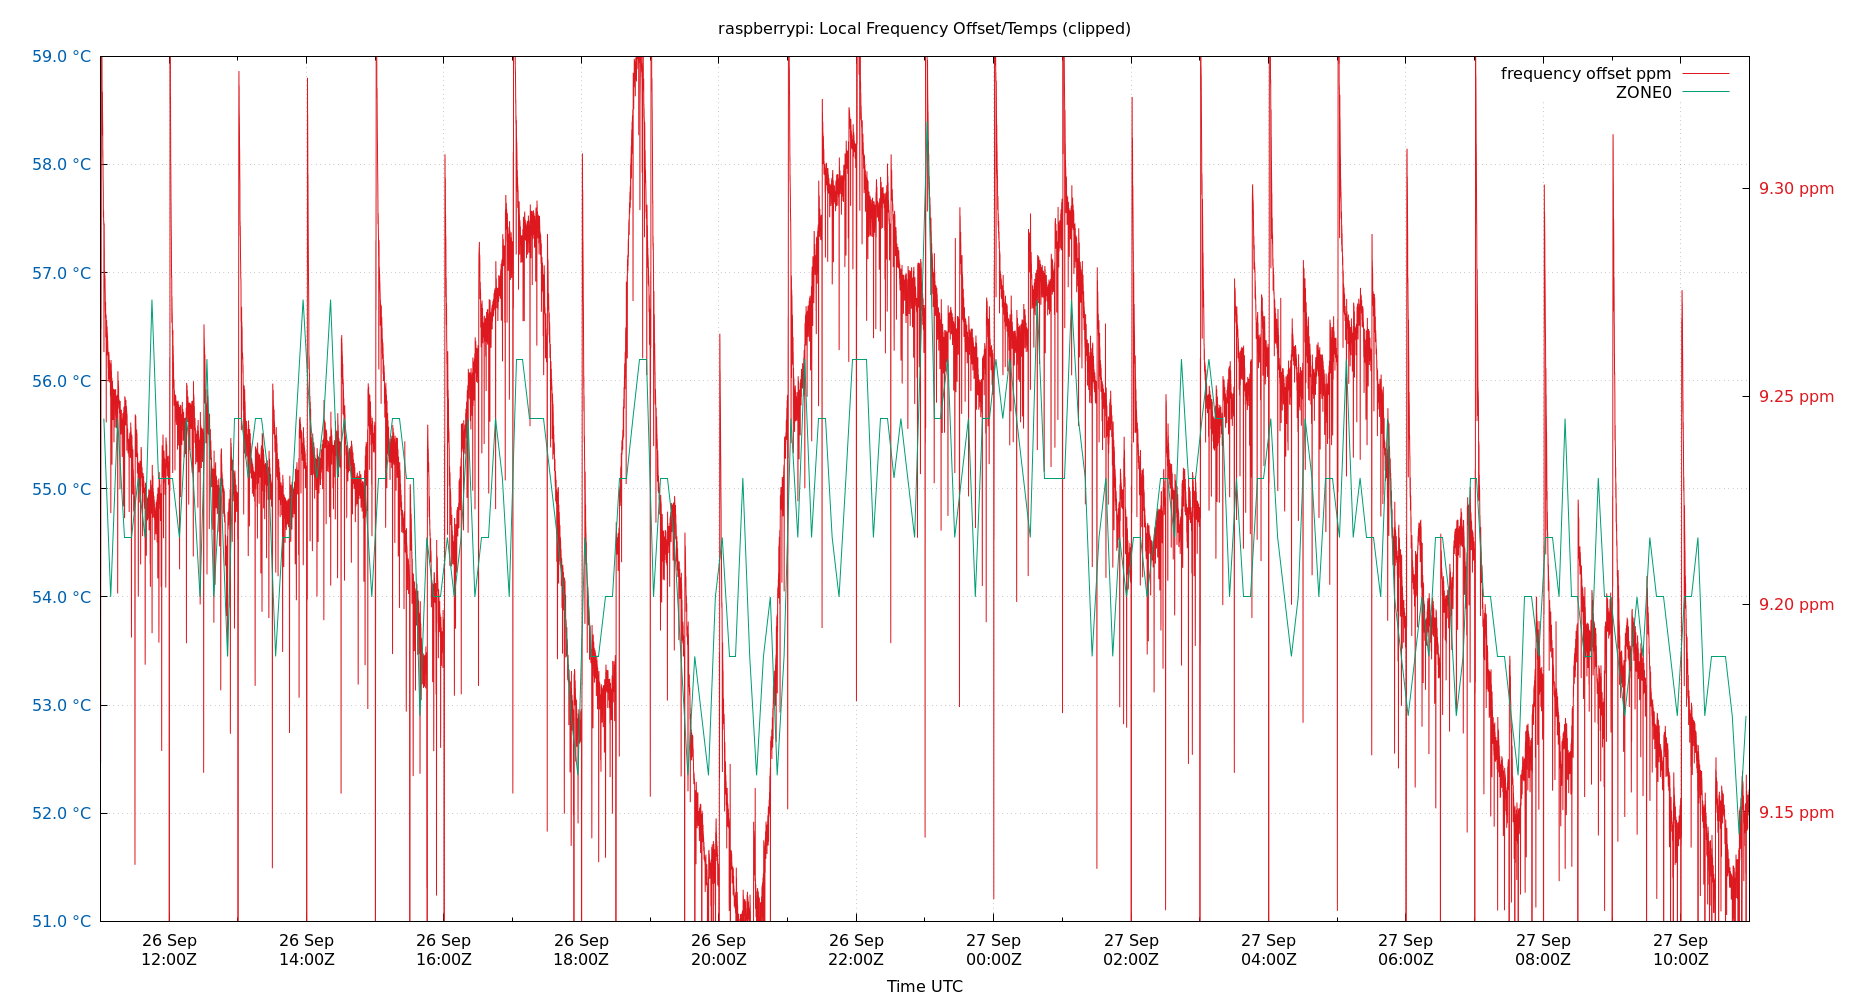 raspberrypi: Local Frequency Offset/Temps (clipped)
59.0 °C
58.0 °C
57.0 °C
56.0 °C
55.0 °C
54.0 °C
53.0 °C
52.0 °C
51.0 °C
frequency offset ppm
ZONE0
9.30 ppm
9.25 ppm
9.20 ppm
9.15 ppm
26 Sep 26 Sep 26 Sep 26 Sep 26 Sep 26 Sep 27 Sep 27 Sep 27 Sep 27 Sep 27 Sep 27 Sep
12:00Z 14:00Z 16:00Z 18:00Z 20:00Z 22:00Z 00:00Z 02:00Z 04:00Z 06:00Z 08:00Z 10:00Z
Time UTC